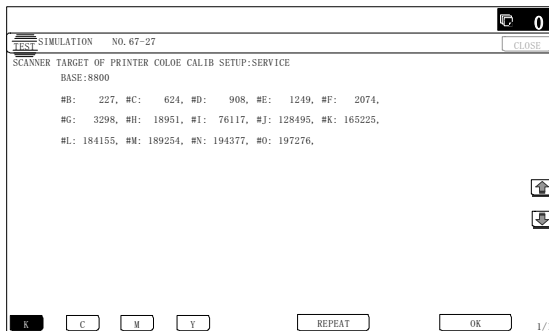 0
TEST SIMULATION NO. 67-27
CLOSE
SCANNER TARGET OF PRINTER COLOE CALIB SETUP:SERVICE
BASE:8800
#B: 227, #C: 624, #D: 908, #E: 1249, #F: 2074,
#G: 3298, #H: 18951, #I: 76117, #J: 128495, #K: 165225,
#L: 184155, #M: 189254, #N: 194377, #O: 197276,
K C M Y REPEAT OK 1/